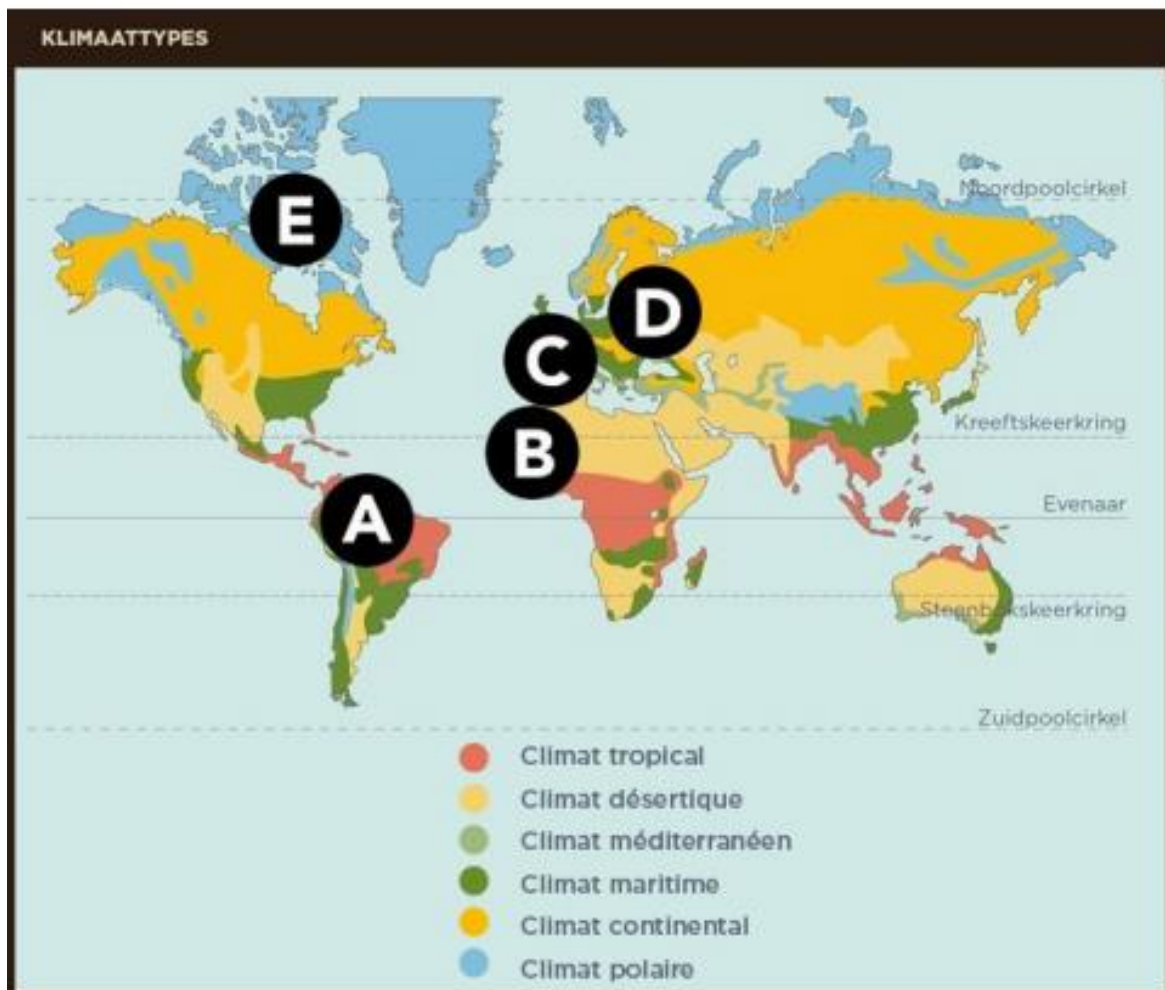 KLIMAATTYPES
E
Noordpoolcirkel
D
C
Kreeftskeerkring
B
Evenaar
A
Steenbokskeerkring
Zuidpoolcirkel
Climat tropical
Climat désertique
Climat méditerranéen
Climat maritime
Climat continental
Climat polaire